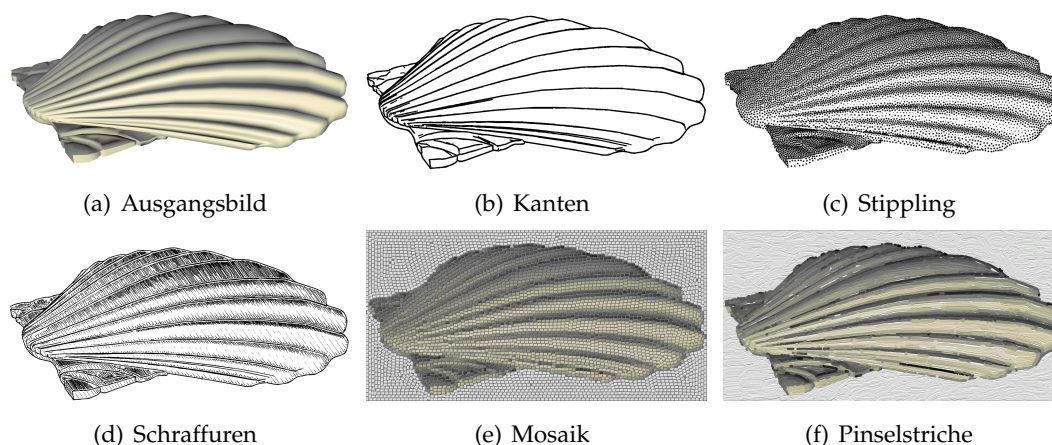 (a) Ausgangsbild
(b) Kanten
(c) Stippling
(d) Schraffuren
(e) Mosaik
(f) Pinselstriche